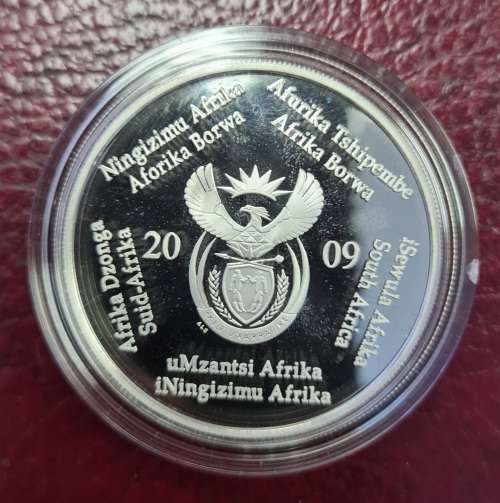 Ningizimu Afrika
Aforika Borwa
Afurika Tshipembe
Afrika Borwa
iSewula Afrika
South Africa
uMzantsi Afrika
iNingizimu Afrika
Afrika Dzonga
Suid-Afrika
20 09